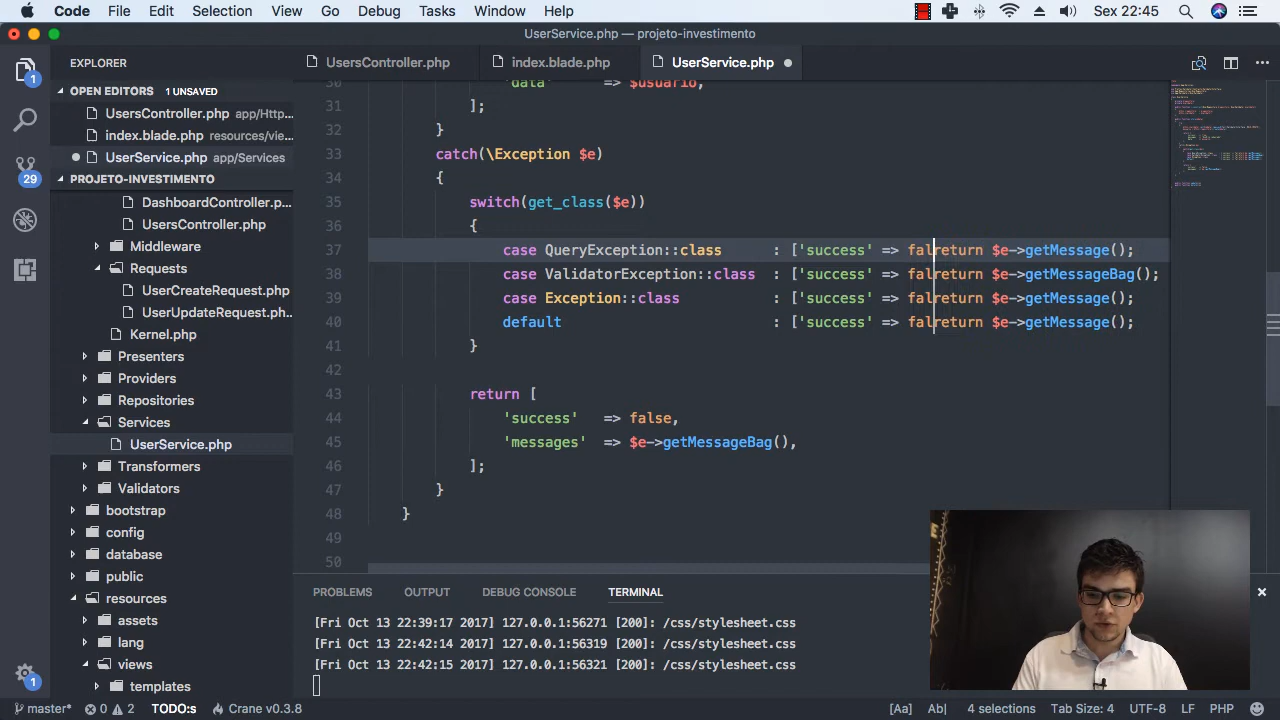 Code File Edit Selection View Go Debug Tasks Window Help Sex 22:45
UserService.php — projeto-investimento
EXPLORER UsersController.php index.blade.php UserService.php
OPEN EDITORS 1 UNSAVED
UsersController.php app/Http...
index.blade.php resources/vie...
UserService.php app/Services
PROJETO-INVESTIMENTO
DashboardController.p...
UsersController.php
Middleware
Requests
UserCreateRequest.php
UserUpdateRequest.ph...
Kernel.php
Presenters
Providers
Repositories
Services
UserService.php
Transformers
Validators
bootstrap
config
database
public
resources
assets
lang
views
templates
1
29
1
30 'data' => $usuario,
31 ];
32 }
33 catch(\Exception $e)
34 {
35 switch(get_class($e))
36 {
37 case QueryException::class : ['success' => falreturn $e->getMessage();
38 case ValidatorException::class : ['success' => falreturn $e->getMessageBag();
39 case Exception::class : ['success' => falreturn $e->getMessage();
40 default : ['success' => falreturn $e->getMessage();
41 }
42
43 return [
44 'success' => false,
45 'messages' => $e->getMessageBag(),
46 ];
47 }
48 }
49
50
PROBLEMS OUTPUT DEBUG CONSOLE TERMINAL
[Fri Oct 13 22:39:17 2017] 127.0.0.1:56271 [200]: /css/stylesheet.css
[Fri Oct 13 22:42:15 2017] 127.0.0.1:56319 [200]: /css/stylesheet.css
[Fri Oct 13 22:42:15 2017] 127.0.0.1:56321 [200]: /css/stylesheet.css
master* 0 2 TODO:s Crane v0.3.8 [Aa] Ab| 4 selections Tab Size: 4 UTF-8 LF PHP